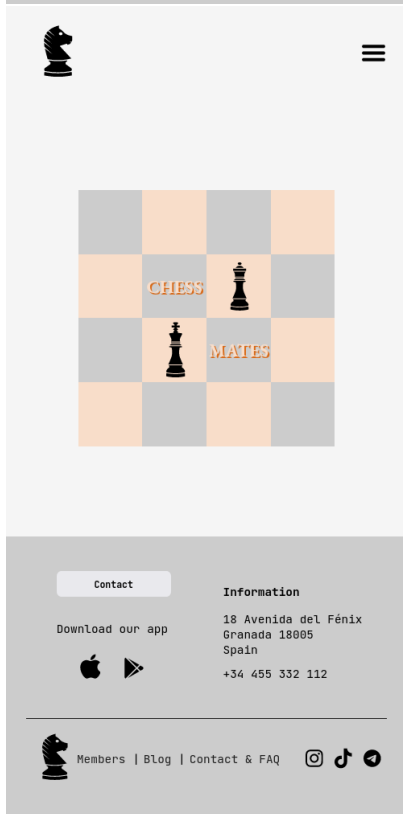 CHESS
MATES
Contact
Download our app
Information
18 Avenida del Fénix
Granada 18005
Spain
+34 455 332 112
Members | Blog | Contact & FAQ